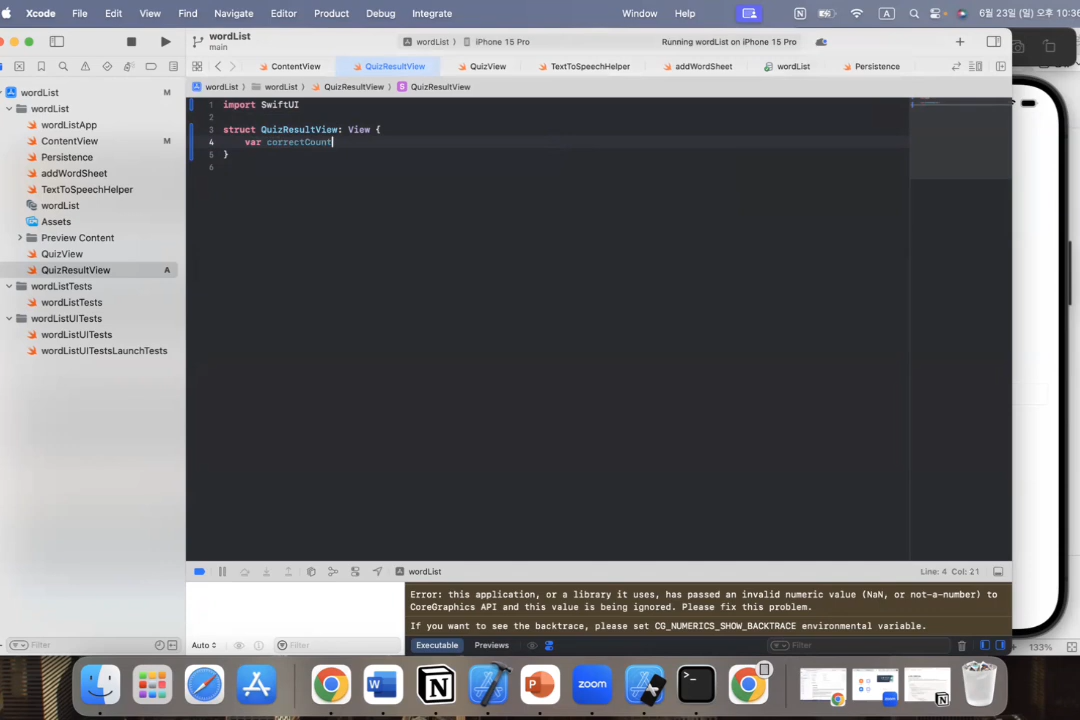 Xcode File Edit View Find Navigate Editor Product Debug Integrate Window Help A 6월 23일 (일) 오후 10:36
wordList
main
wordList
iPhone 15 Pro
Running wordList on iPhone 15 Pro
ContentView QuizResultView QuizView TextToSpeechHelper addWordSheet wordList Persistence
wordList M
wordList wordList QuizResultView S QuizResultView
wordList
wordListApp
ContentView M
Persistence
addWordSheet
TextToSpeechHelper
wordList
Assets
Preview Content
QuizView
QuizResultView A
wordListTests
wordListTests
wordListUITests
wordListUITests
wordListUITestsLaunchTests
1 import SwiftUI
2
3 struct QuizResultView: View {
4 var correctCount
5 }
6
wordList
Line: 4 Col: 21
Error: this application, or a library it uses, has passed an invalid numeric value (NaN, or not-a-number) to
CoreGraphics API and this value is being ignored. Please fix this problem.
If you want to see the backtrace, please set CG_NUMERICS_SHOW_BACKTRACE environmental variable.
Filter
Auto
Filter
Executable Previews
Filter
133%
W
N
P
zoom
>_